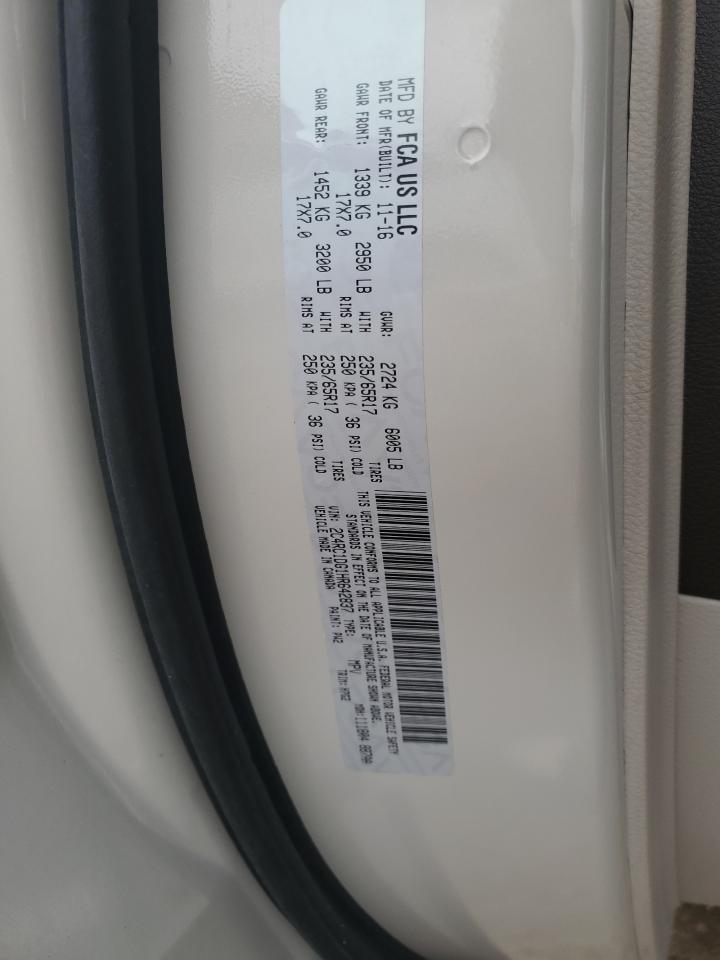 MFD BY FCA US LLC
DATE OF MFR(BUILT): 11-16 GVWR: 2724 KG 6005 LB
GAWR FRONT: 1339 KG 2950 LB WITH 235/65R17 TIRES
17X7.0 RIMS AT 250 KPA ( 36 PSI) COLD
GAWR REAR: 1452 KG 3200 LB WITH 235/65R17 TIRES
17X7.0 RIMS AT 250 KPA ( 36 PSI) COLD
THIS VEHICLE CONFORMS TO ALL APPLICABLE U.S.A. FEDERAL MOTOR VEHICLE SAFETY
STANDARDS IN EFFECT ON THE DATE OF MANUFACTURE SHOWN ABOVE.
VIN: 2C4RC1DG1HR642837 TYPE: MPV
VEHICLE MADE IN CANADA PAINT: PW2